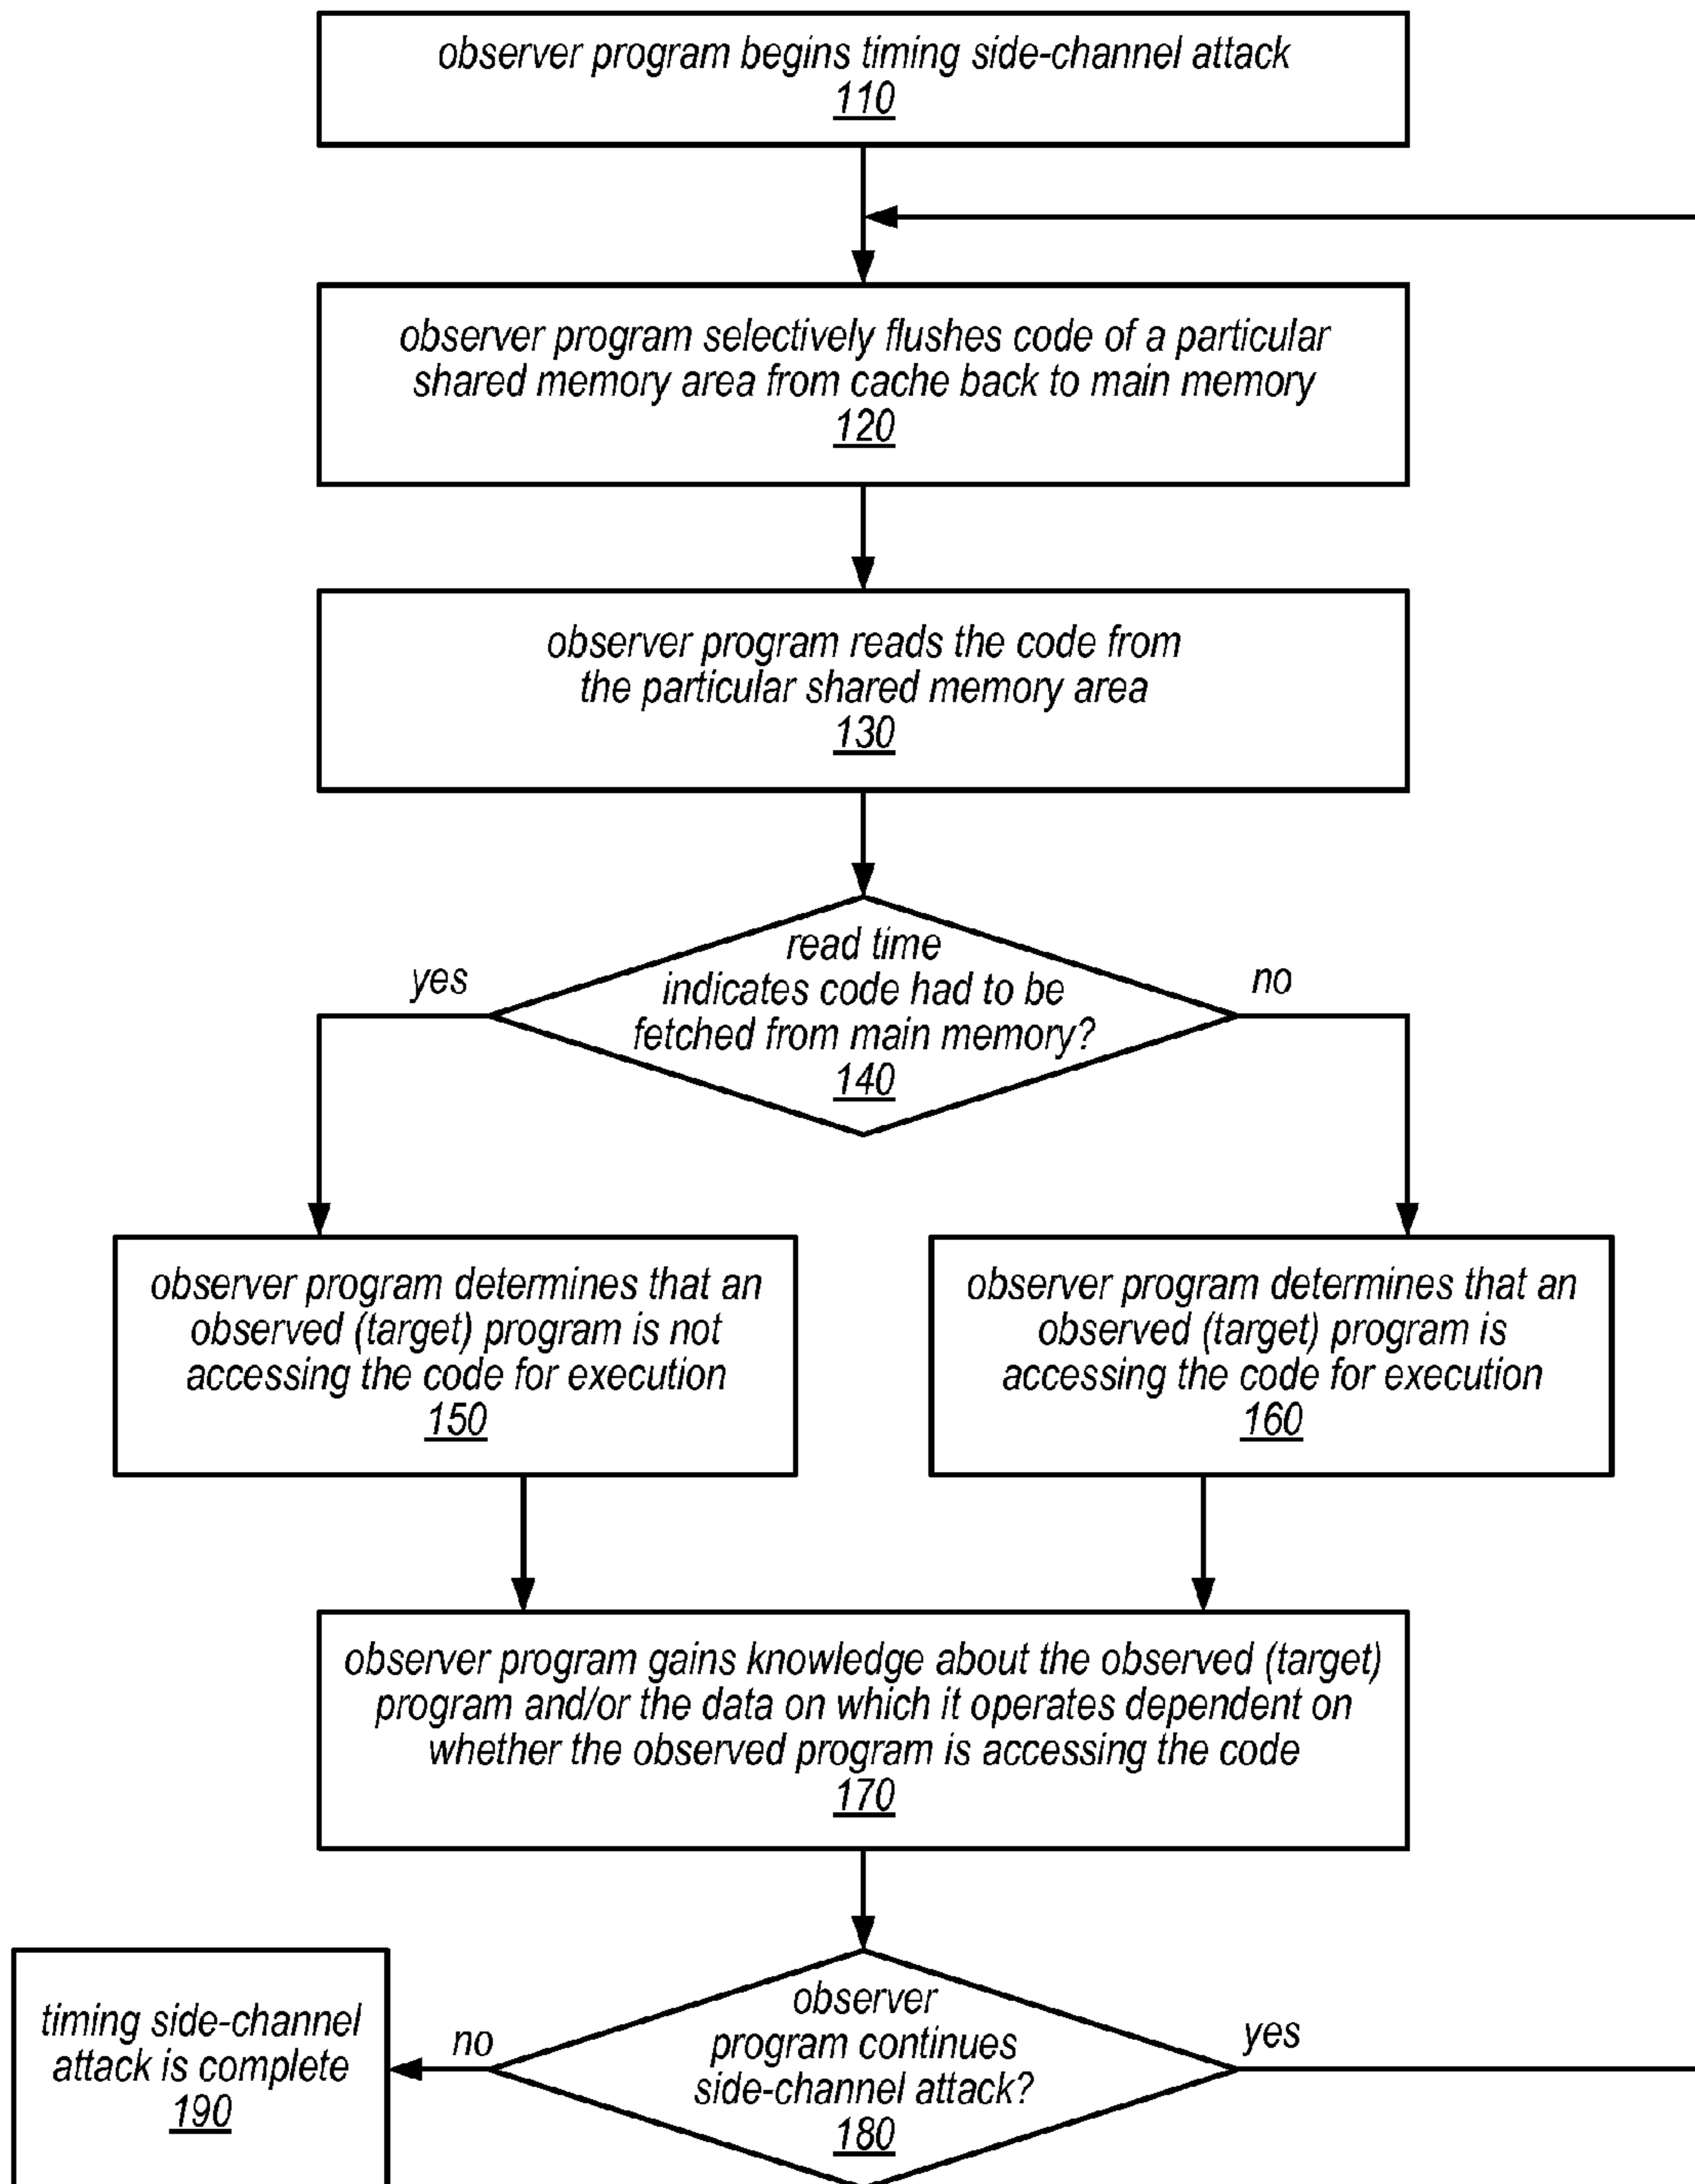 observer program begins timing side-channel attack
110
observer program selectively flushes code of a particular
shared memory area from cache back to main memory
120
observer program reads the code from
the particular shared memory area
130
read time
indicates code had to be
fetched from main memory?
140
yes
no
observer program determines that an
observed (target) program is not
accessing the code for execution
150
observer program determines that an
observed (target) program is
accessing the code for execution
160
observer program gains knowledge about the observed (target)
program and/or the data on which it operates dependent on
whether the observed program is accessing the code
170
observer
program continues
side-channel attack?
180
no
yes
timing side-channel
attack is complete
190